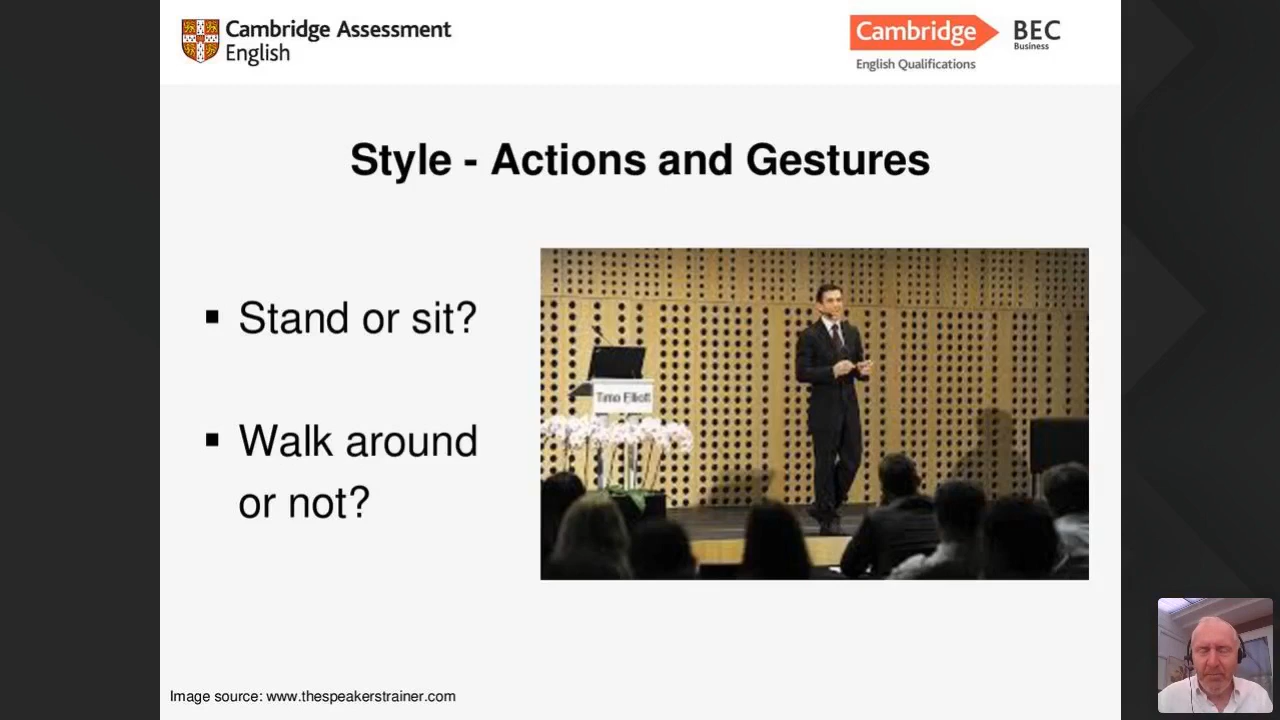 Cambridge Assessment
English
Cambridge
English Qualifications
BEC
Business
Style - Actions and Gestures
▪ Stand or sit?
▪ Walk around
or not?
Timo Elliott
Image source: www.thespeakerstrainer.com